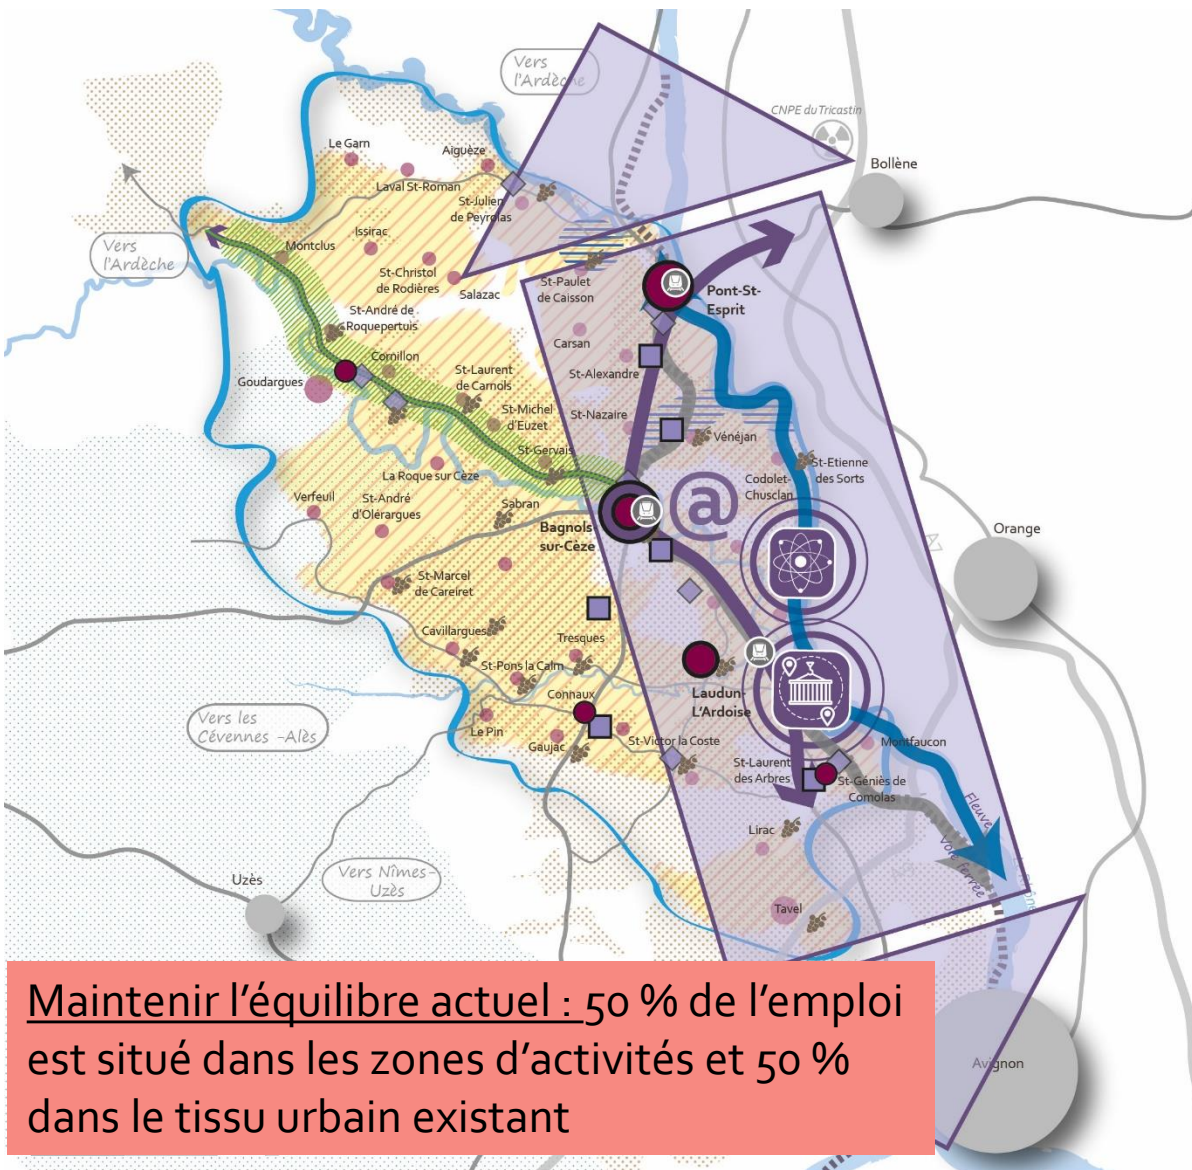 Vers
l'Ardèche
CNPE du Tricastin
Bollène
Le Garn
Aiguèze
Laval St-Roman
St-Julien
de Peyrolas
Vers
l'Ardèche
Montclus
Issirac
St-Christol
de Rodières
Salazac
St-Paulet
de Caisson
Pont-St-
Esprit
St-André de
Roquepertuis
Carsan
Cornillon
St-Alexandre
Goudargues
St-Laurent
de Carnols
St-Michel
d'Euzet
St-Nazaire
Vénéjan
St-Gervais
La Roque sur Cèze
Codolet-
Chusclan
St-Etienne
des Sorts
Verfeuil
St-André
d'Olérargues
Sabran
@
Bagnols
sur-Cèze
Orange
A7
St-Marcel
de Careiret
Cavillargues
Tresques
St-Pons la Calm
Connaux
Laudun-
L'Ardoise
Vers les
Cévennes -Alès
Le Pin
Gaujac
St-Victor la Coste
Montfaucon
St-Laurent
des Arbres
St-Géniès de
Comolas
Lirac
Fleuve
Voie ferrée
Uzès
Vers Nîmes-
Uzès
Tavel
Avignon
Maintenir l'équilibre actuel : 50 % de l'emploi
est situé dans les zones d'activités et 50 %
dans le tissu urbain existant